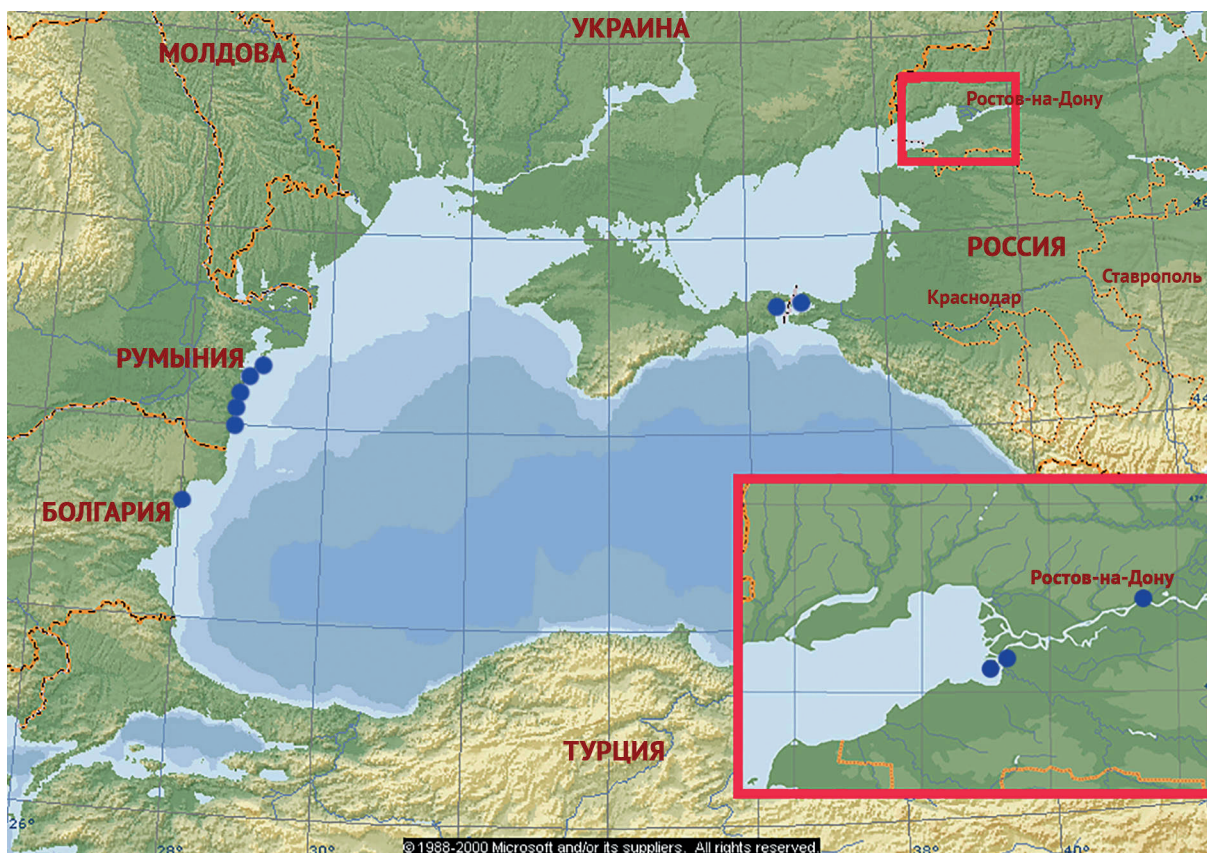 УКРАИНА
МОЛДОВА
Ростов-на-Дону
РОССИЯ
Ставрополь
Краснодар
РУМЫНИЯ
БОЛГАРИЯ
47°
Ростов-на-Дону
ТУРЦИЯ
26°
28°
30°
38°
40°
© 1988-2000 Microsoft and/or its suppliers. All rights reserved.